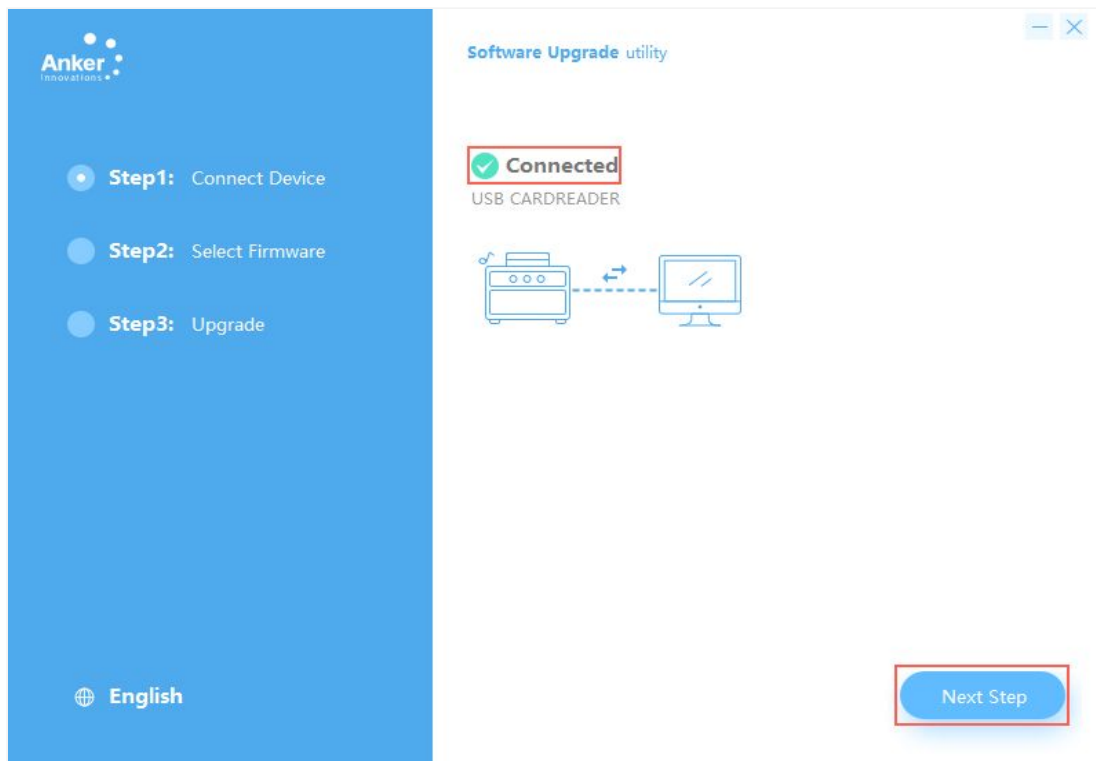 Anker
Innovations
Software Upgrade utility
Step1: Connect Device
Step2: Select Firmware
Step3: Upgrade
English
Connected
USB CARDREADER
Next Step